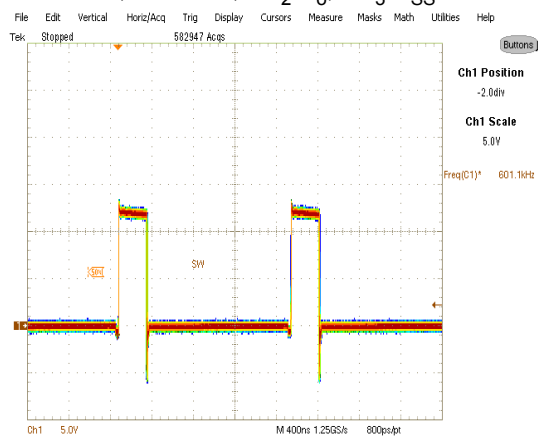 File Edit Vertical Horiz/Acq Trig Display Cursors Measure Masks Math Utilities Help
Tek Stopped 582947 Acqs
Buttons
Ch1 Position
-2.0div
Ch1 Scale
5.0V
Freq(C1)* 601.1kHz
SW
Ch1 5.0V M 400ns 1.25GS/s 800ps/pt